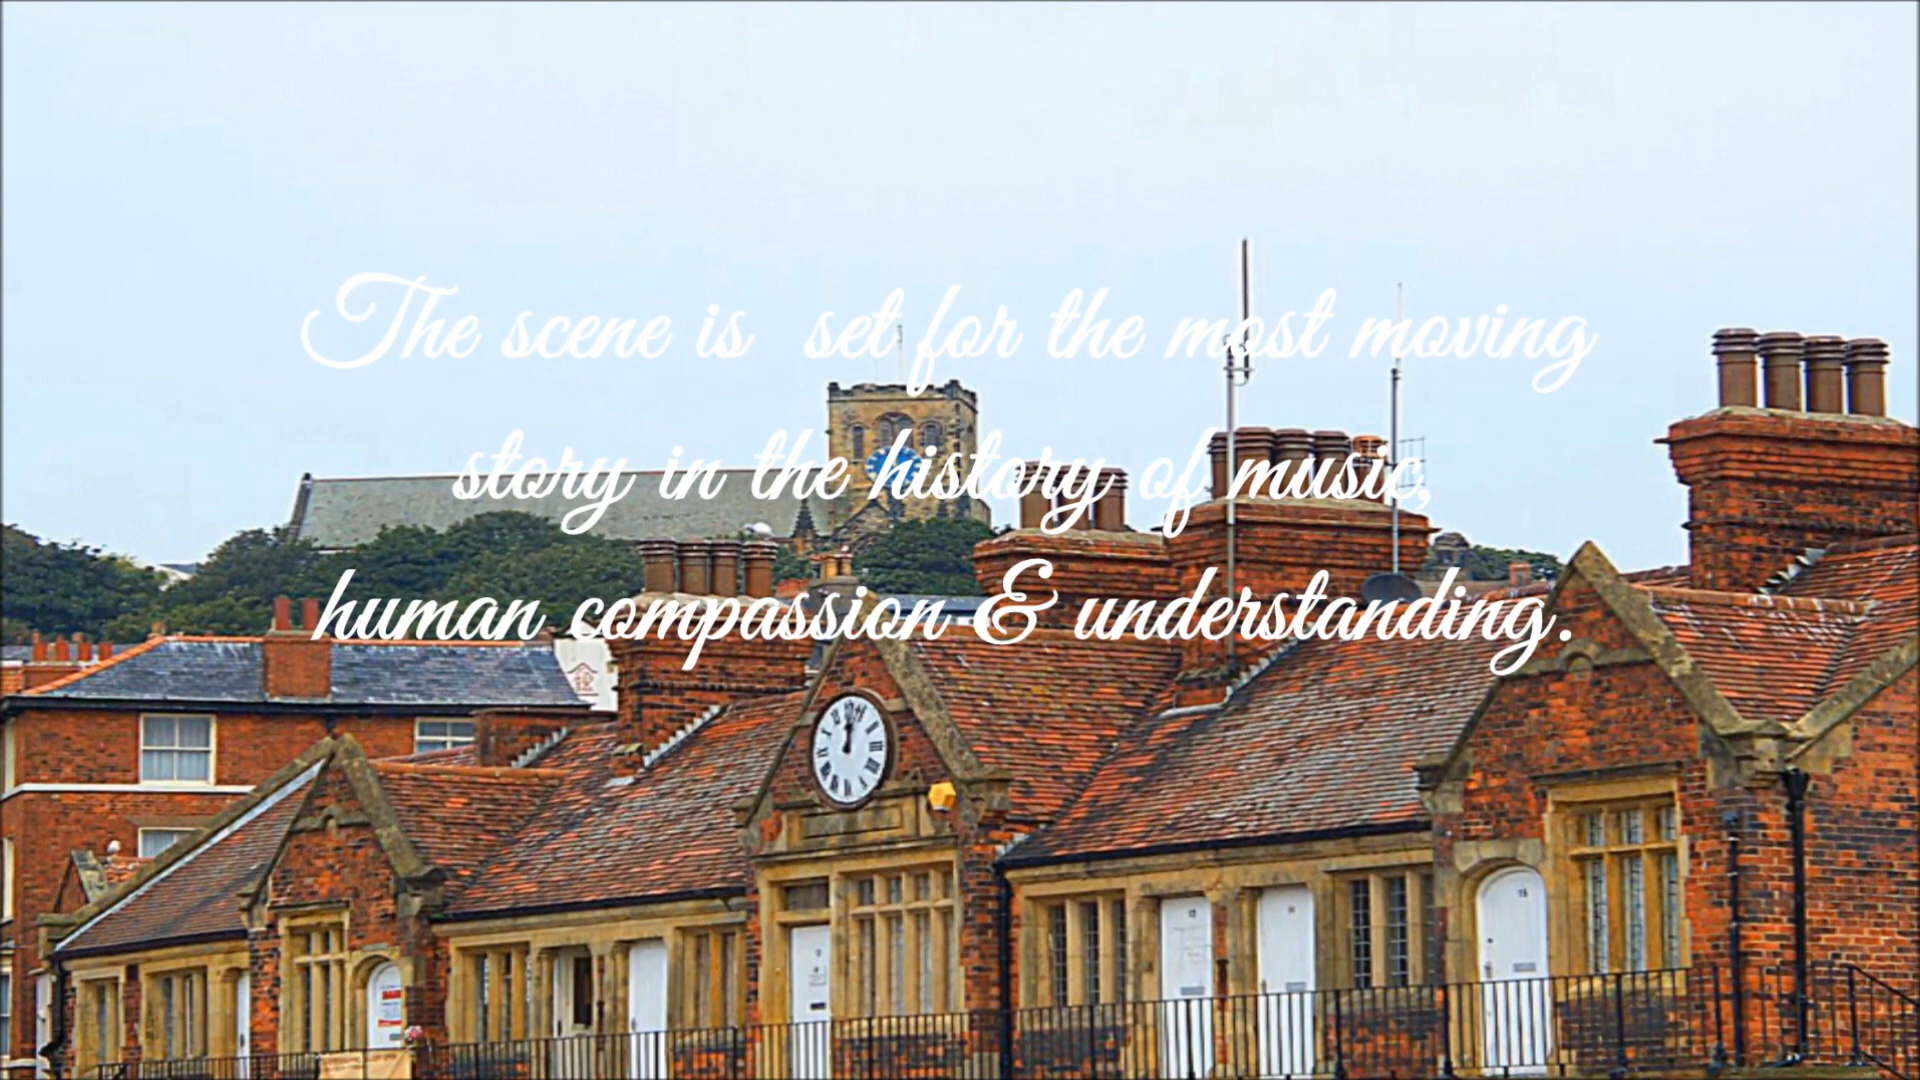 The scene is set for the most moving
story in the history of music,
human compassion & understanding.